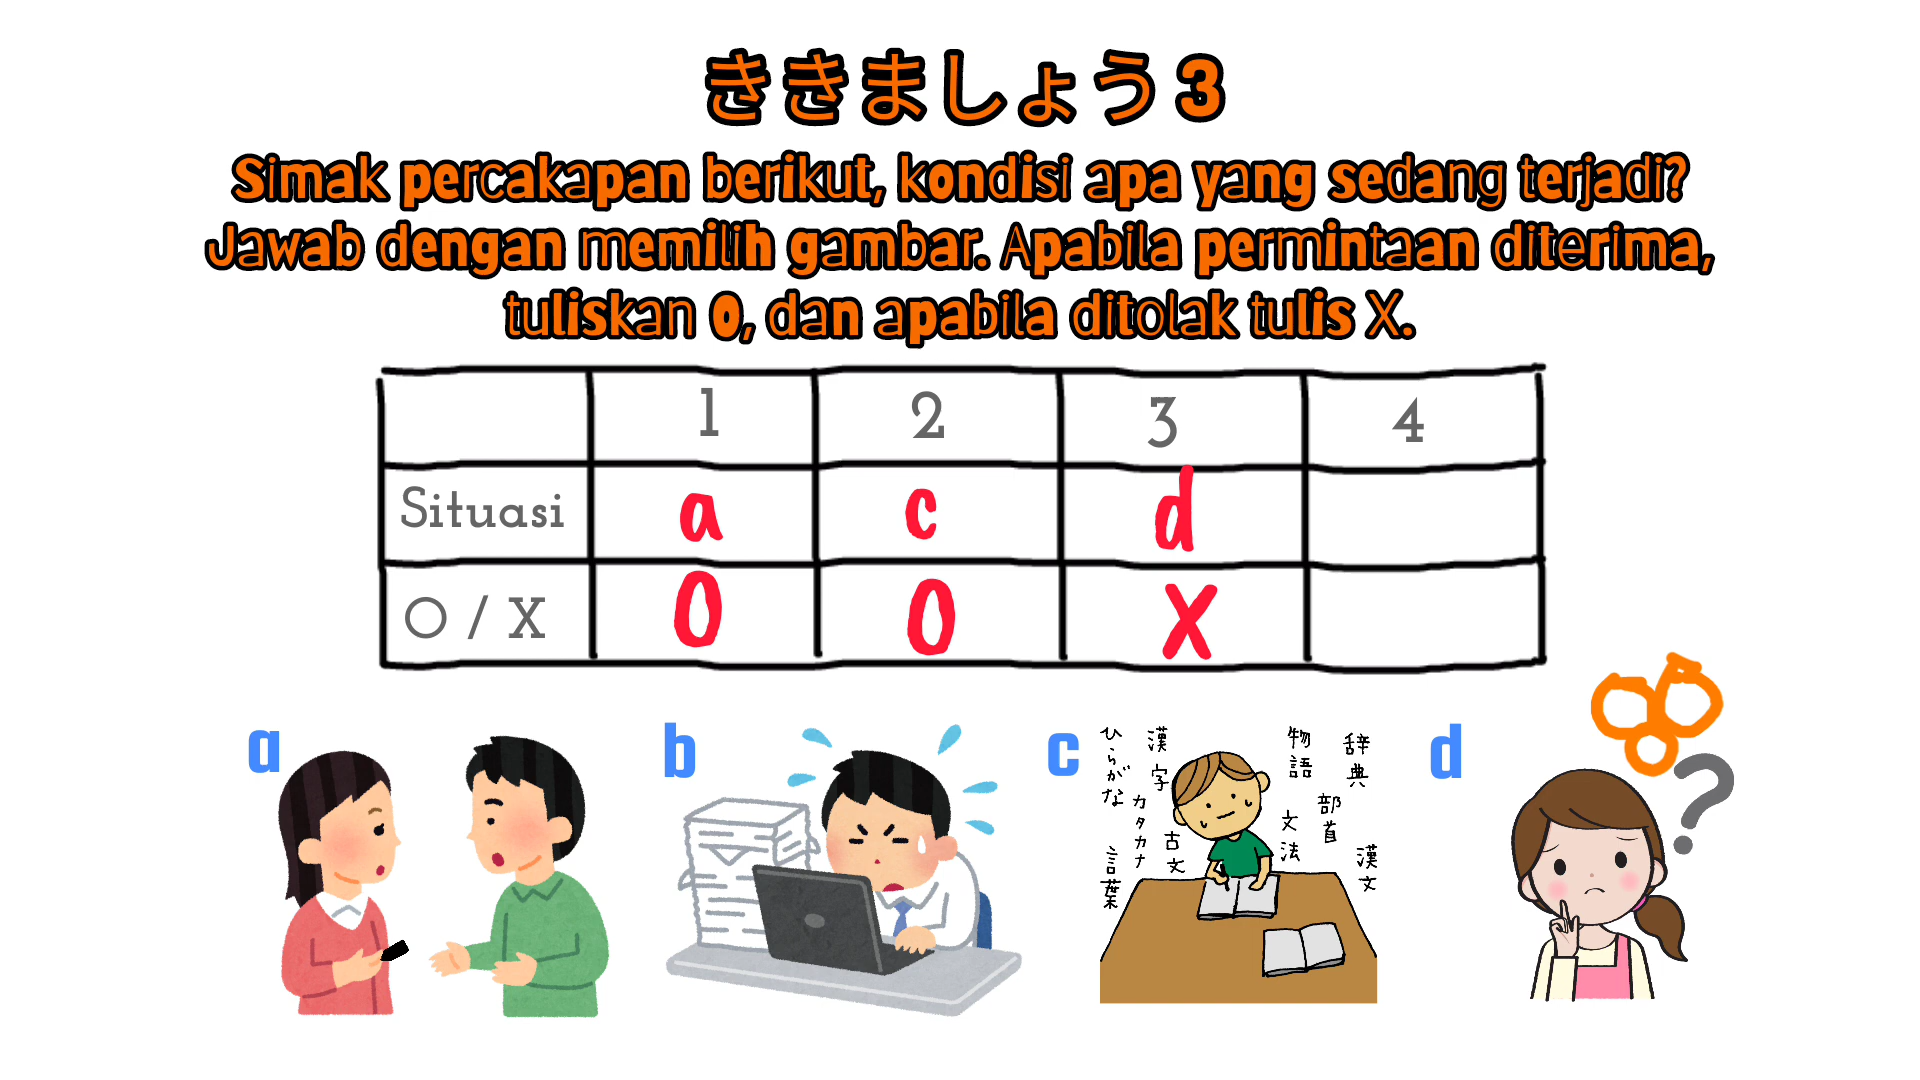 ききましょう3
Simak percakapan berikut, kondisi apa yang sedang terjadi?
Jawab dengan memilih gambar. Apabila permintaan diterima,
tuliskan O, dan apabila ditolak tulis X.
1 2 3 4
Situasi a c d
O / X O O X
a
b
c
ひらがな
漢字
カタカナ
古文
言葉
物語
辞典
部首
文法
漢文
d
?